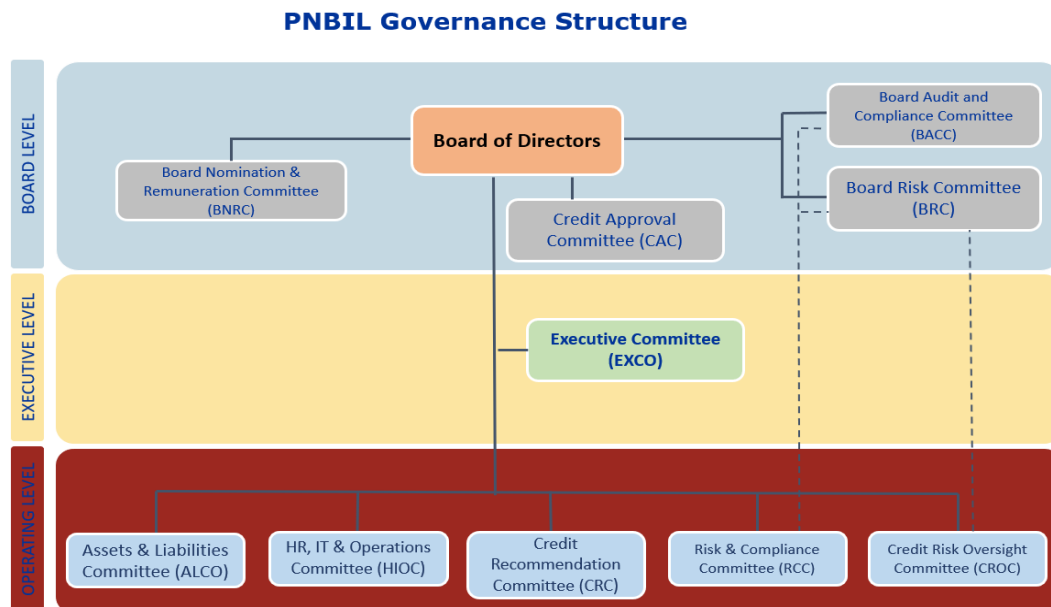 PNBIL Governance Structure
BOARD LEVEL
Board of Directors
Board Audit and
Compliance Committee
(BACC)
Board Nomination &
Remuneration Committee
(BNRC)
Board Risk Committee
(BRC)
Credit Approval
Committee (CAC)
EXECUTIVE LEVEL
Executive Committee
(EXCO)
OPERATING LEVEL
Assets & Liabilities
Committee (ALCO)
HR, IT & Operations
Committee (HIOC)
Credit
Recommendation
Committee (CRC)
Risk & Compliance
Committee (RCC)
Credit Risk Oversight
Committee (CROC)